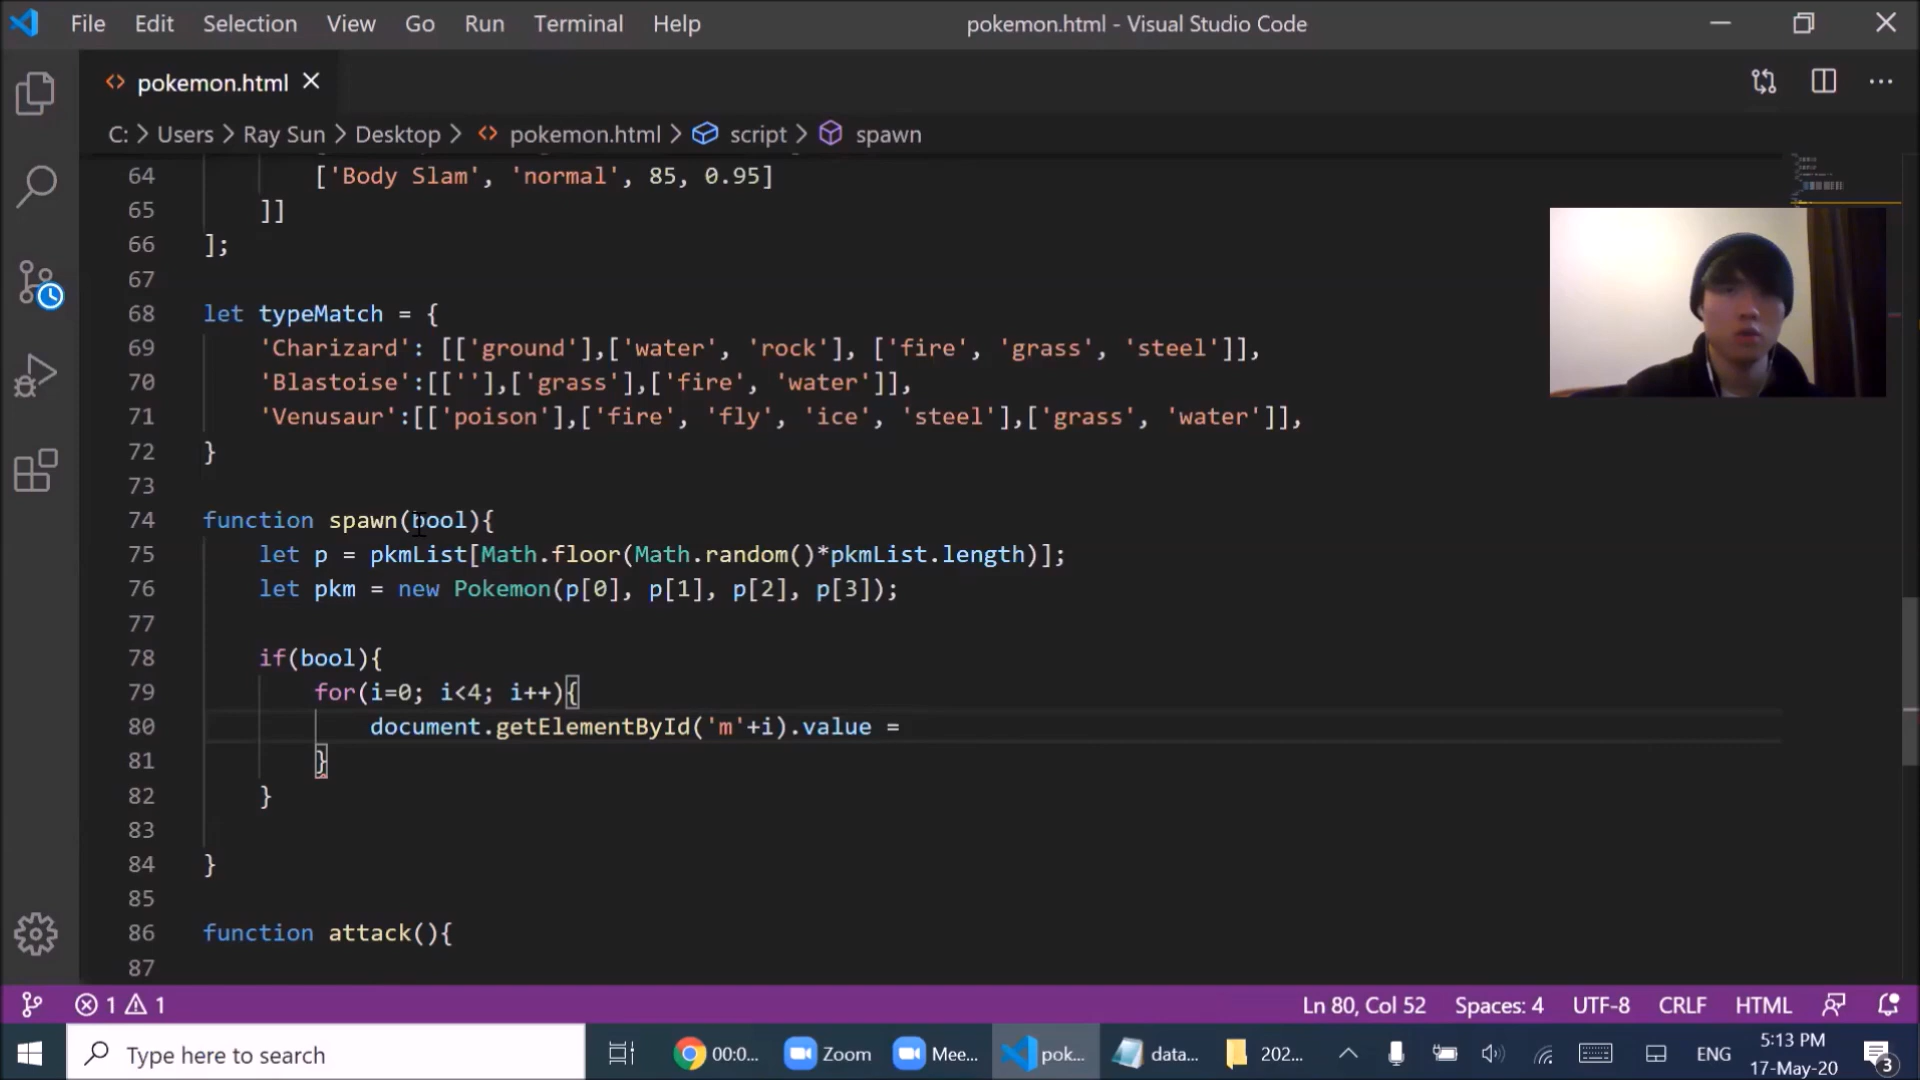 File Edit Selection View Go Run Terminal Help pokemon.html - Visual Studio Code
pokemon.html
C: > Users > Ray Sun > Desktop > pokemon.html > script > spawn
64 ['Body Slam', 'normal', 85, 0.95]
65 ]]
66 ];
67
68 let typeMatch = {
69 'Charizard': [['ground'],['water', 'rock'], ['fire', 'grass', 'steel']],
70 'Blastoise':[[''],['grass'],['fire', 'water']],
71 'Venusaur':[['poison'],['fire', 'fly', 'ice', 'steel'],['grass', 'water']],
72 }
73
74 function spawn(bool){
75 let p = pkmList[Math.floor(Math.random()*pkmList.length)];
76 let pkm = new Pokemon(p[0], p[1], p[2], p[3]);
77
78 if(bool){
79 for(i=0; i<4; i++){
80 document.getElementById('m'+i).value =
81 }
82 }
83
84 }
85
86 function attack(){
87
1 1 Ln 80, Col 52 Spaces: 4 UTF-8 CRLF HTML
Type here to search 00:0... Zoom Mee... pok... data... 202... ENG 5:13 PM
17-May-20 3